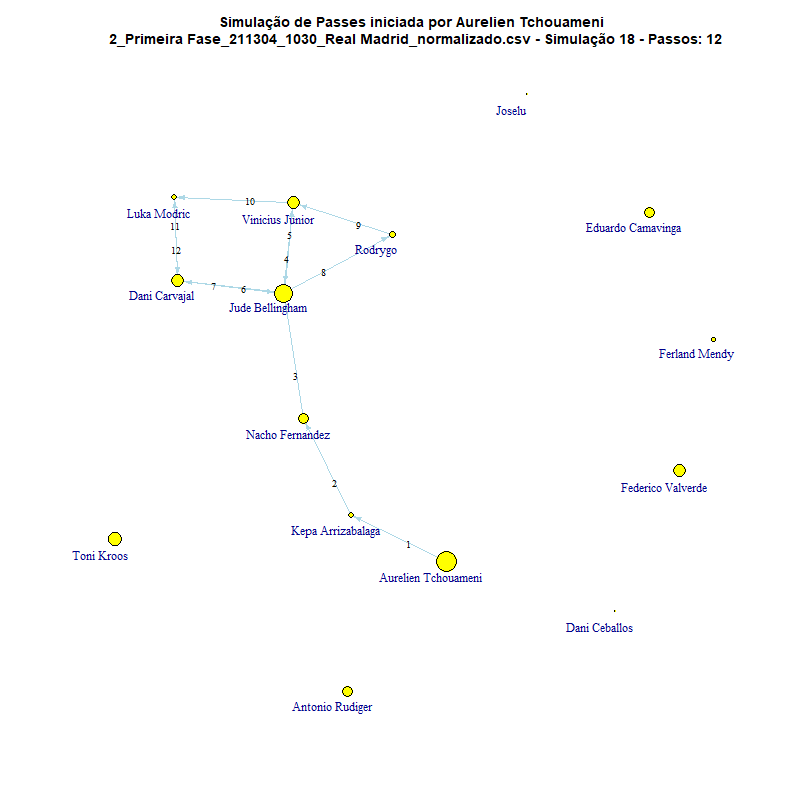 Simulação de Passes iniciada por Aurelien Tchouameni
2_Primeira Fase_211304_1030_Real Madrid_normalizado.csv - Simulação 18 - Passos: 12
Joselu
10
Luka Modric
Vinicius Junior
Eduardo Camavinga
11
9
5
12
Rodrygo
4
8
7
6
Dani Carvajal
Jude Bellingham
Ferland Mendy
3
Nacho Fernandez
2
Federico Valverde
Kepa Arrizabalaga
1
Toni Kroos
Aurelien Tchouameni
Dani Ceballos
Antonio Rudiger